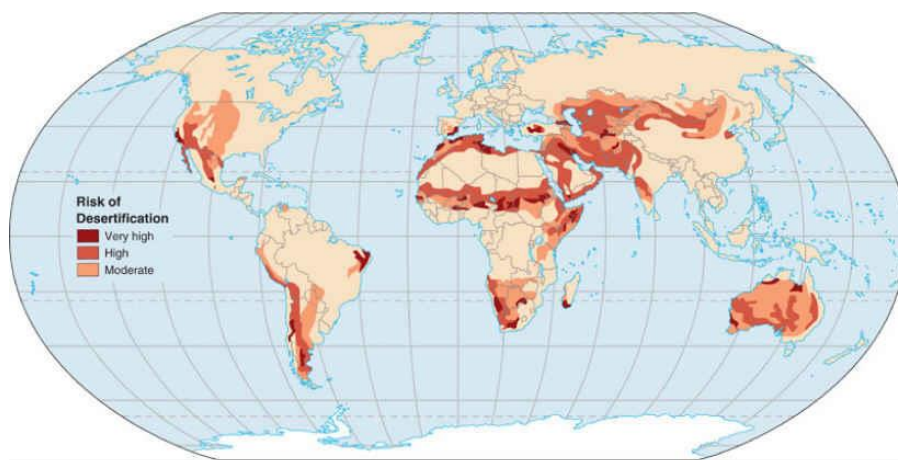 Risk of
Desertification
Very high
High
Moderate